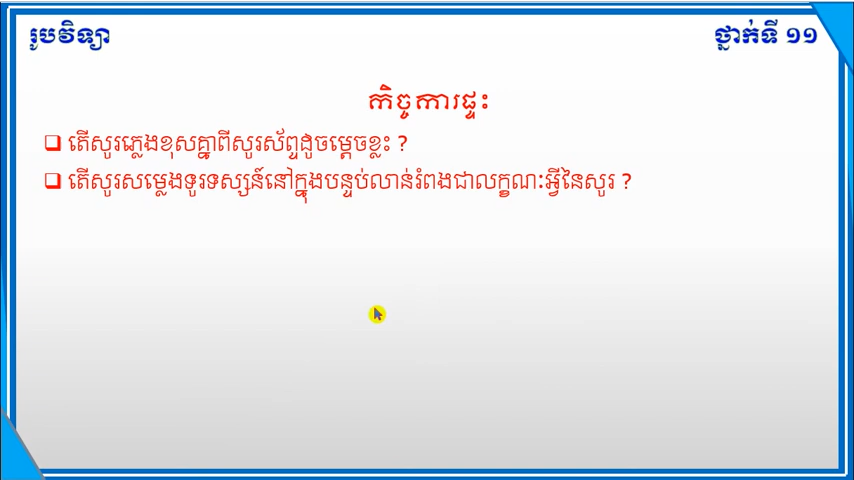 រូបវិទ្យា
ថ្នាក់ទី ១១
កិច្ចការផ្ទះ
❑ តើសូរភ្លេងខុសគ្នាពីសូរស័ព្ទដូចម្ដេចខ្លះ ?
❑ តើសូរសម្លេងទូរទស្សន៍នៅក្នុងបន្ទប់លាន់រំពងជាលក្ខណៈអ្វីនៃសូរ ?